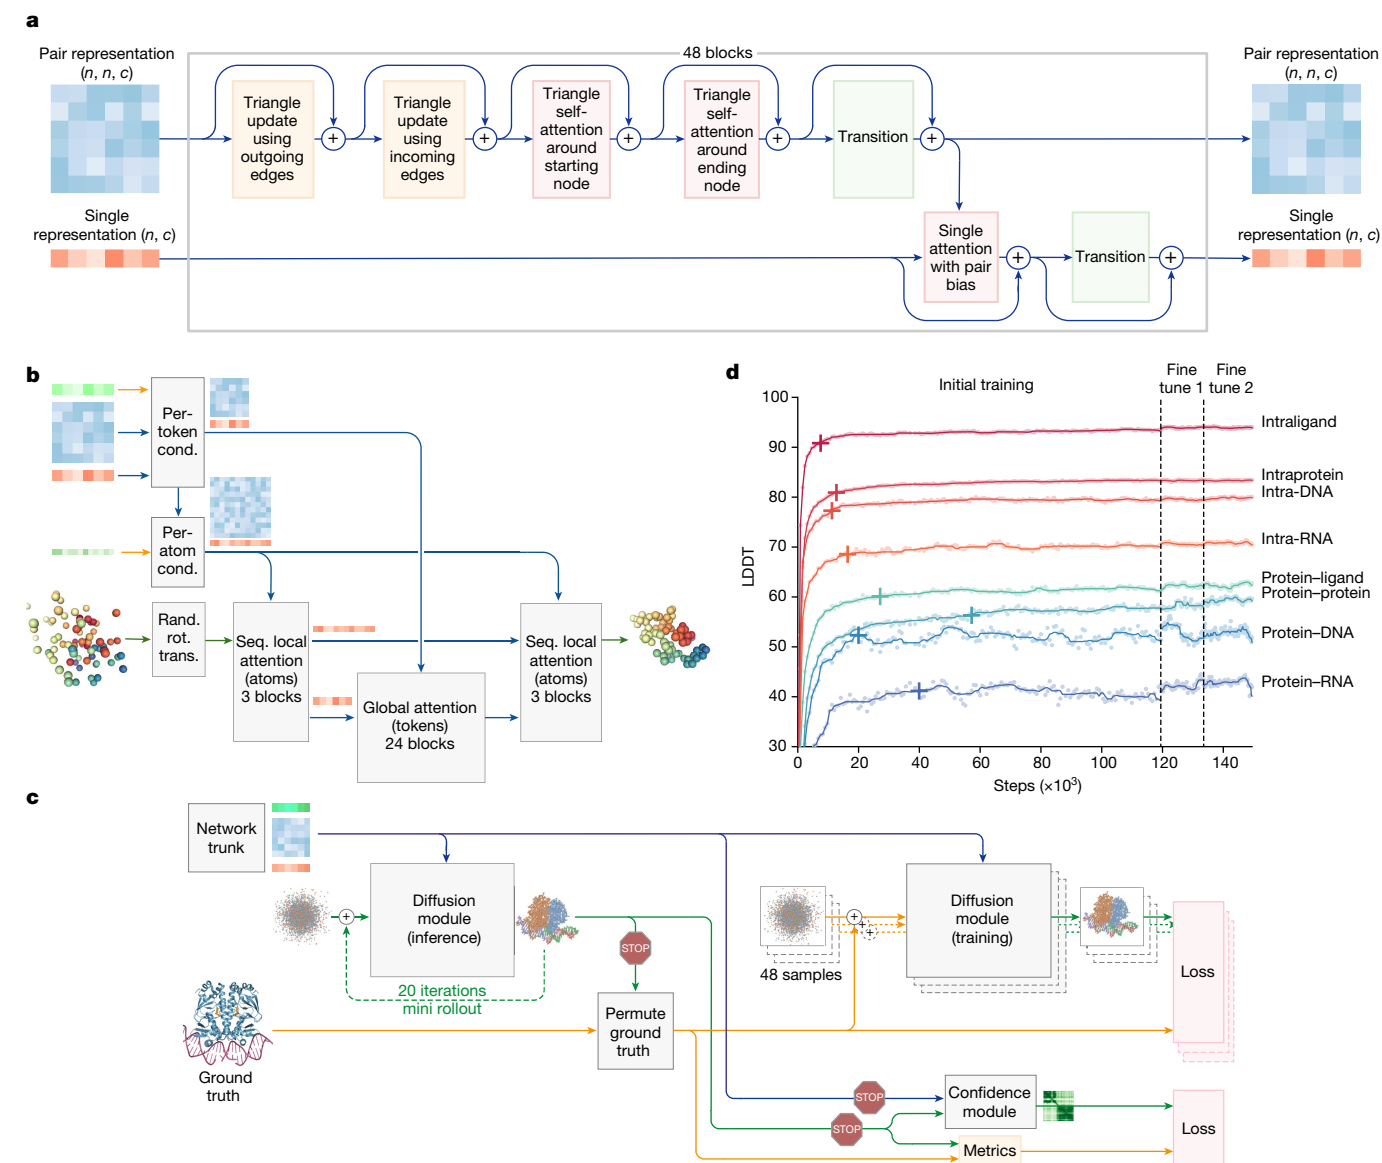 a
Pair representation
(n, n, c)
48 blocks
Pair representation
(n, n, c)
Triangle
update
using
outgoing
edges
+
Triangle
update
using
incoming
edges
+
Triangle
self-
attention
around
starting
node
+
Triangle
self-
attention
around
ending
node
+
Transition
+
Single
representation (n, c)
Single
attention
with pair
bias
+
Transition
+
Single
representation (n, c)
b
Per-
token
cond.
Per-
atom
cond.
Rand.
rot.
trans.
Seq. local
attention
(atoms)
3 blocks
Global attention
(tokens)
24 blocks
Seq. local
attention
(atoms)
3 blocks
d
Initial training
Fine
tune 1
Fine
tune 2
LDDT
100
90
80
70
60
50
40
30
0
20
40
60
80
100
120
140
Steps (×10³)
Intraligand
Intraprotein
Intra-DNA
Intra-RNA
Protein–ligand
Protein–protein
Protein–DNA
Protein–RNA
c
Network
trunk
+
Diffusion
module
(inference)
20 iterations
mini rollout
STOP
Ground
truth
Permute
ground
truth
48 samples
+
+
+
Diffusion
module
(training)
Loss
STOP
STOP
Confidence
module
Metrics
Loss